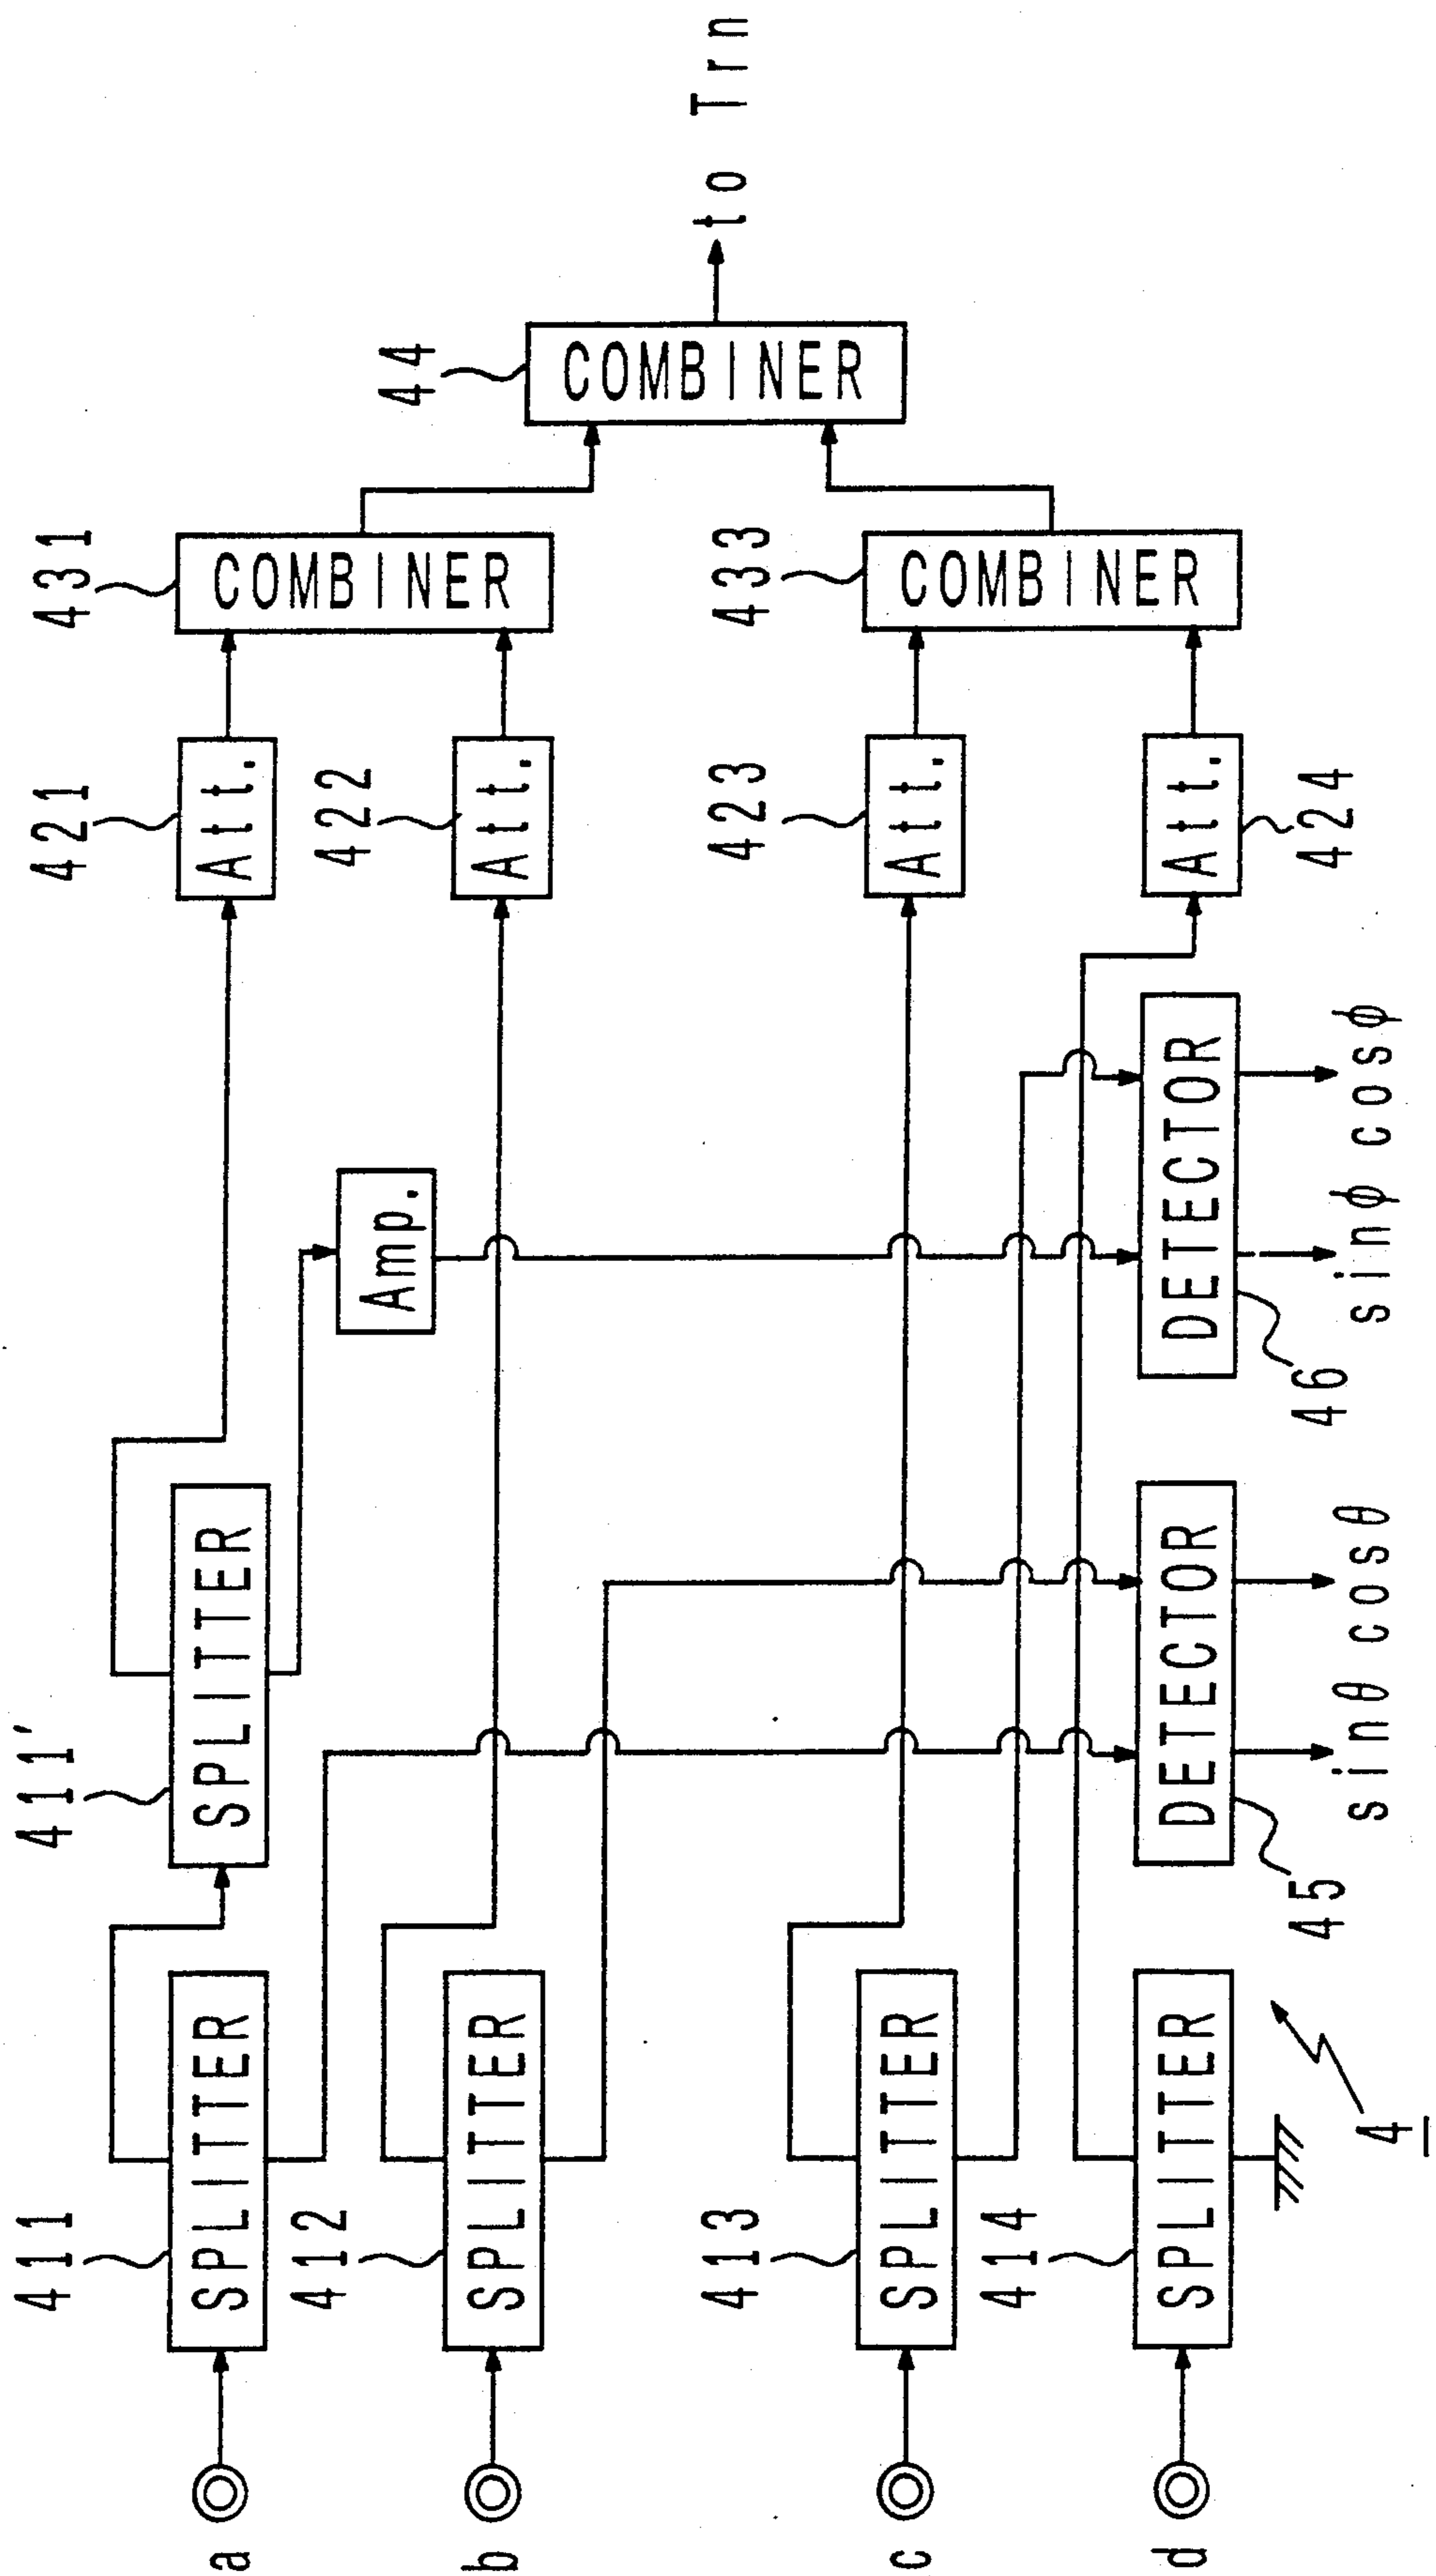 a
411
SPLITTER
411'
SPLITTER
421
Att.
431
COMBINER
b
412
SPLITTER
Amp.
422
Att.
44
COMBINER
to Trn
c
413
SPLITTER
423
Att.
433
COMBINER
d
414
SPLITTER
DETECTOR
45
sinθ cosθ
DETECTOR
46
sinϕ cosϕ
Att.
424
4